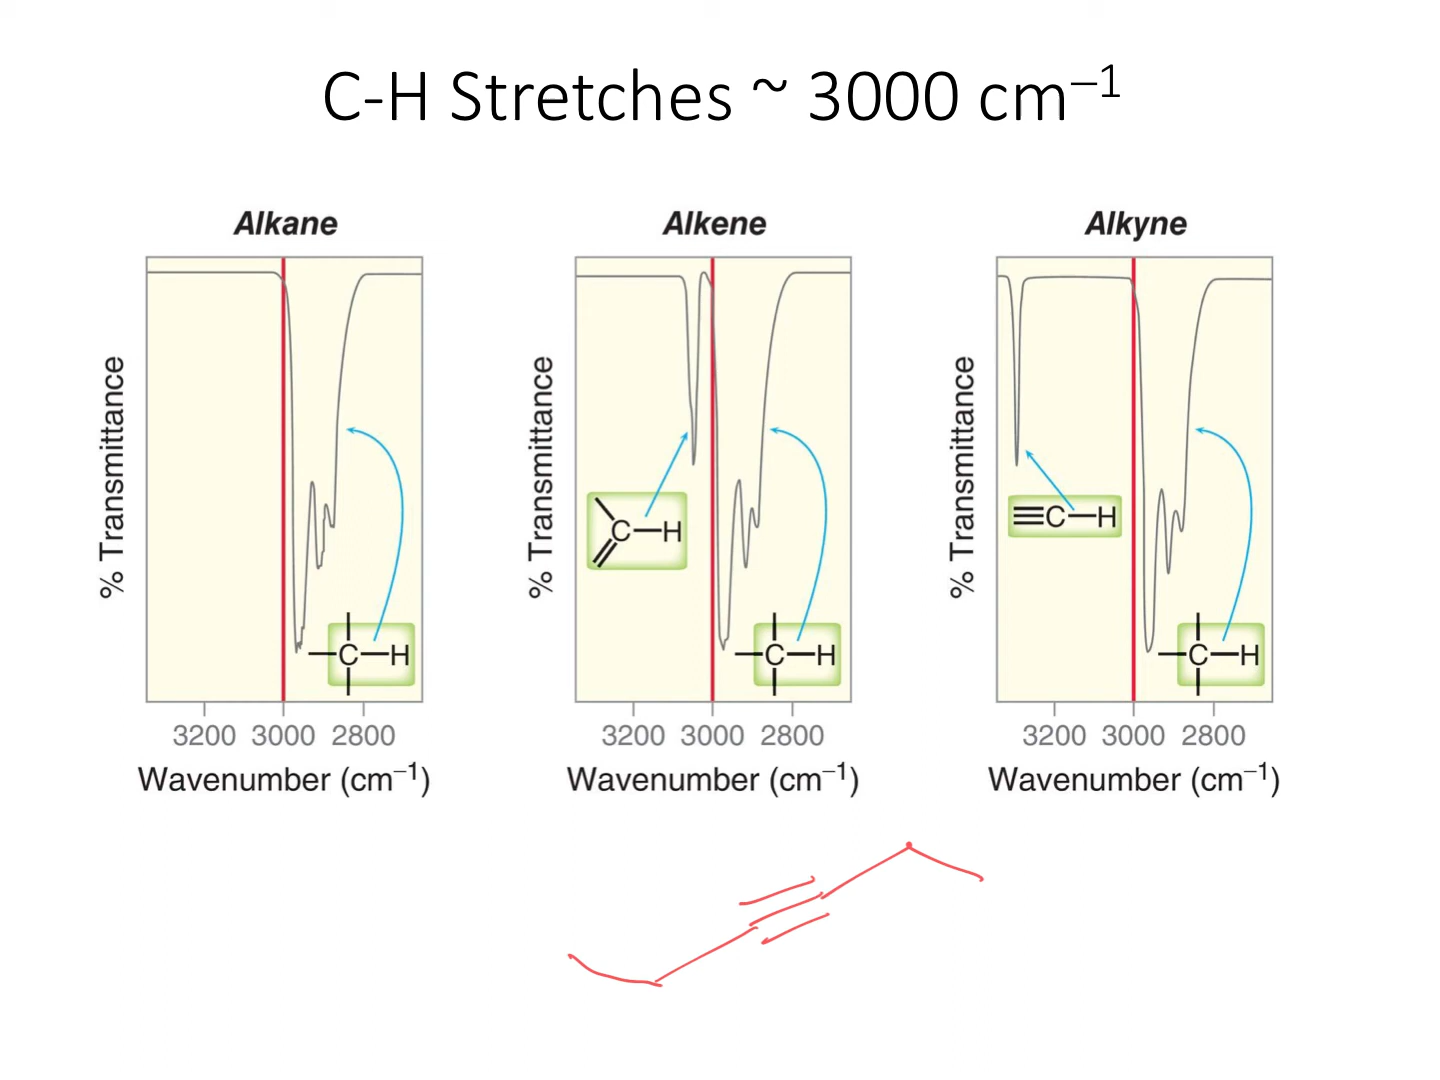 C-H Stretches ~ 3000 cm⁻¹
Alkane
Alkene
Alkyne
% Transmittance
C—H
—C—H
3200 3000 2800
Wavenumber (cm⁻¹)
% Transmittance
C—H
—C—H
3200 3000 2800
Wavenumber (cm⁻¹)
% Transmittance
≡C—H
—C—H
3200 3000 2800
Wavenumber (cm⁻¹)